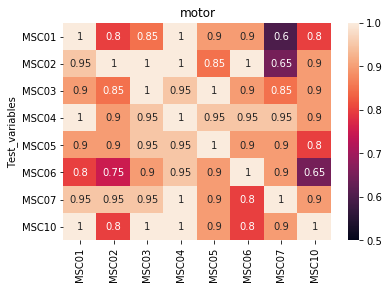 motor
MSC01 1 0.8 0.85 1 0.9 0.9 0.6 0.8
MSC02 0.95 1 1 1 0.85 1 0.65 0.9
MSC03 0.9 0.85 1 0.95 1 0.9 0.85 0.9
MSC04 1 0.9 0.95 1 0.95 0.95 0.95 0.9
MSC05 0.9 0.9 0.95 0.95 1 0.9 0.9 0.8
MSC06 0.8 0.75 0.9 0.95 0.9 1 0.9 0.65
MSC07 0.95 0.95 0.95 1 0.9 0.8 1 0.9
MSC10 1 0.8 1 1 0.9 0.8 0.9 1
Test_variables
MSC01 MSC02 MSC03 MSC04 MSC05 MSC06 MSC07 MSC10
1.0
0.9
0.8
0.7
0.6
0.5